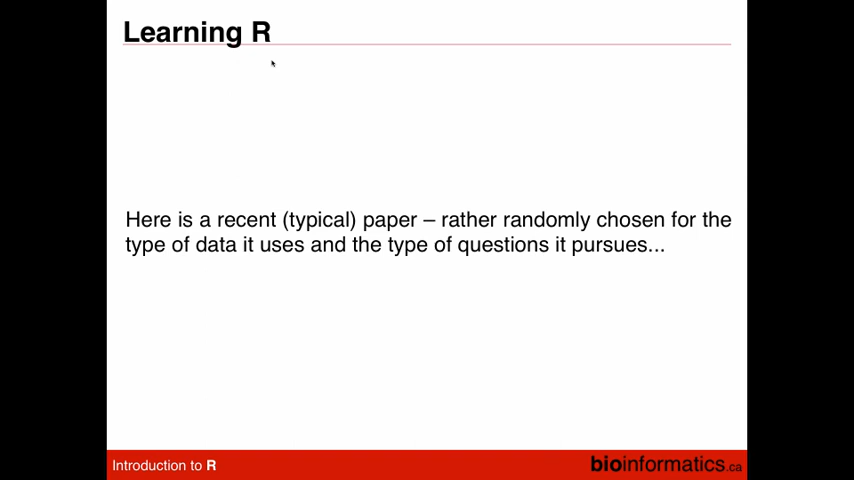 Learning R
Here is a recent (typical) paper – rather randomly chosen for the
type of data it uses and the type of questions it pursues...
Introduction to R
bioinformatics.ca